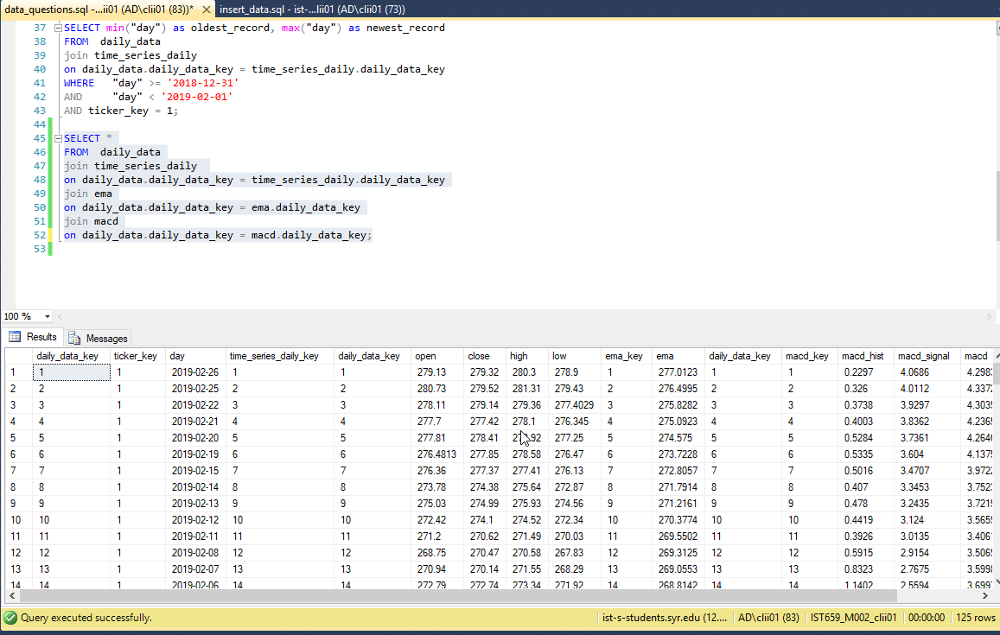 data_questions.sql -...ii01 (AD\clii01 (83))* insert_data.sql - ist-...lii01 (AD\clii01 (73))
37 SELECT min("day") as oldest_record, max("day") as newest_record
38 FROM daily_data
39 join time_series_daily
40 on daily_data.daily_data_key = time_series_daily.daily_data_key
41 WHERE "day" >= '2018-12-31'
42 AND "day" < '2019-02-01'
43 AND ticker_key = 1;
44
45 SELECT *
46 FROM daily_data
47 join time_series_daily
48 on daily_data.daily_data_key = time_series_daily.daily_data_key
49 join ema
50 on daily_data.daily_data_key = ema.daily_data_key
51 join macd
52 on daily_data.daily_data_key = macd.daily_data_key;
53
100 %
Results Messages
daily_data_key ticker_key day time_series_daily_key daily_data_key open close high low ema_key ema daily_data_key macd_key macd_hist macd_signal macd
1 1 1 2019-02-26 1 1 279.13 279.32 280.3 278.9 1 277.0123 1 1 0.2297 4.0686 4.298
2 2 1 2019-02-25 2 2 280.73 279.52 281.31 279.43 2 276.4995 2 2 0.326 4.0112 4.337
3 3 1 2019-02-22 3 3 278.11 279.14 279.36 277.4029 3 275.8282 3 3 0.3738 3.9297 4.303
4 4 1 2019-02-21 4 4 277.7 277.42 278.1 276.345 4 275.0923 4 4 0.4003 3.8362 4.236
5 5 1 2019-02-20 5 5 277.81 278.41 277.25 5 274.575 5 5 0.5284 3.7361 4.264
6 6 1 2019-02-19 6 6 276.4813 277.85 278.58 276.47 6 273.7228 6 6 0.5335 3.604 4.137
7 7 1 2019-02-15 7 7 276.36 277.37 277.41 276.13 7 272.8057 7 7 0.5016 3.4707 3.972
8 8 1 2019-02-14 8 8 273.78 274.38 275.64 272.87 8 271.7914 8 8 0.407 3.3453 3.752
9 9 1 2019-02-13 9 9 275.03 274.99 275.93 274.56 9 271.2161 9 9 0.478 3.2435 3.721
10 10 1 2019-02-12 10 10 272.42 274.1 274.52 272.34 10 270.3774 10 10 0.4419 3.124 3.565
11 11 1 2019-02-11 11 11 271.2 270.62 271.49 270.03 11 269.5502 11 11 0.3926 3.0135 3.406
12 12 1 2019-02-08 12 12 268.75 270.47 270.58 267.83 12 269.3125 12 12 0.5915 2.9154 3.506
13 13 1 2019-02-07 13 13 270.94 270.14 271.55 268.29 13 269.0553 13 13 0.8323 2.7675 3.599
14 14 1 2019-02-06 14 14 272.79 272.74 273.34 271.92 14 268.8142 14 14 1.1402 2.5594 3.699
Query executed successfully. ist-s-students.syr.edu (12.... AD\clii01 (83) IST659_M002_clii01 00:00:00 125 rows